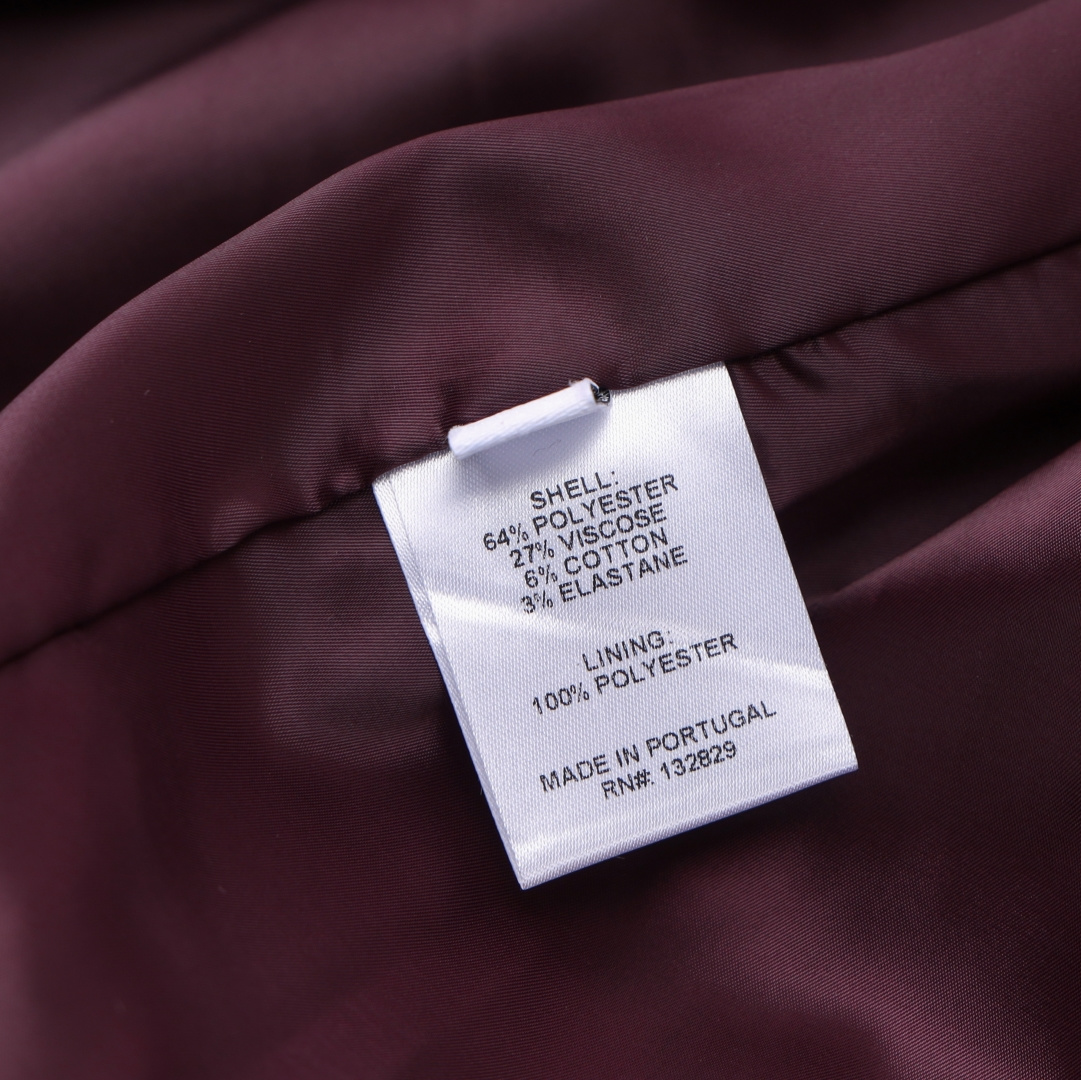 SHELL:
64% POLYESTER
27% VISCOSE
6% COTTON
3% ELASTANE
LINING:
100% POLYESTER
MADE IN PORTUGAL
RN#: 132829